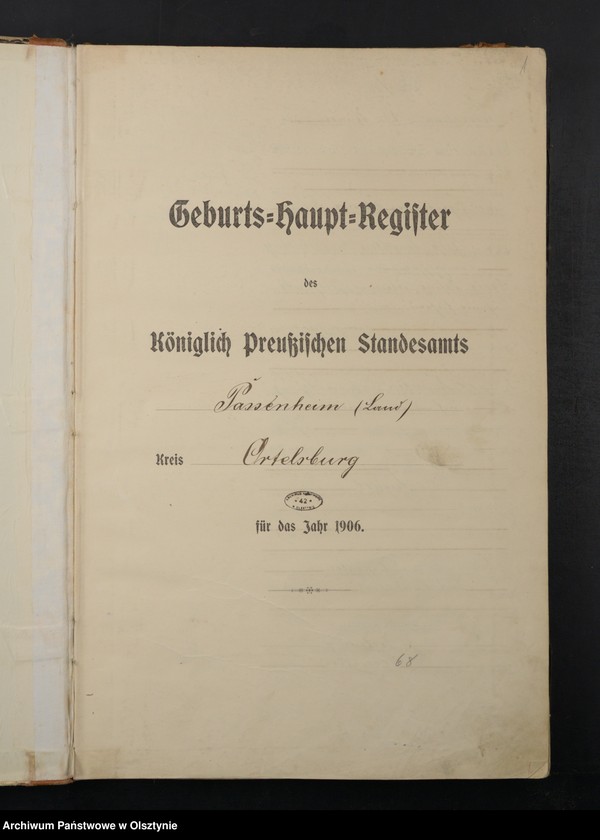 1
Geburts=Haupt=Register
des
Königlich Preußischen Standesamts
Passenheim (Land)
Kreis Ortelsburg
42
für das Jahr 1906.
68
Archiwum Państwowe w Olsztynie